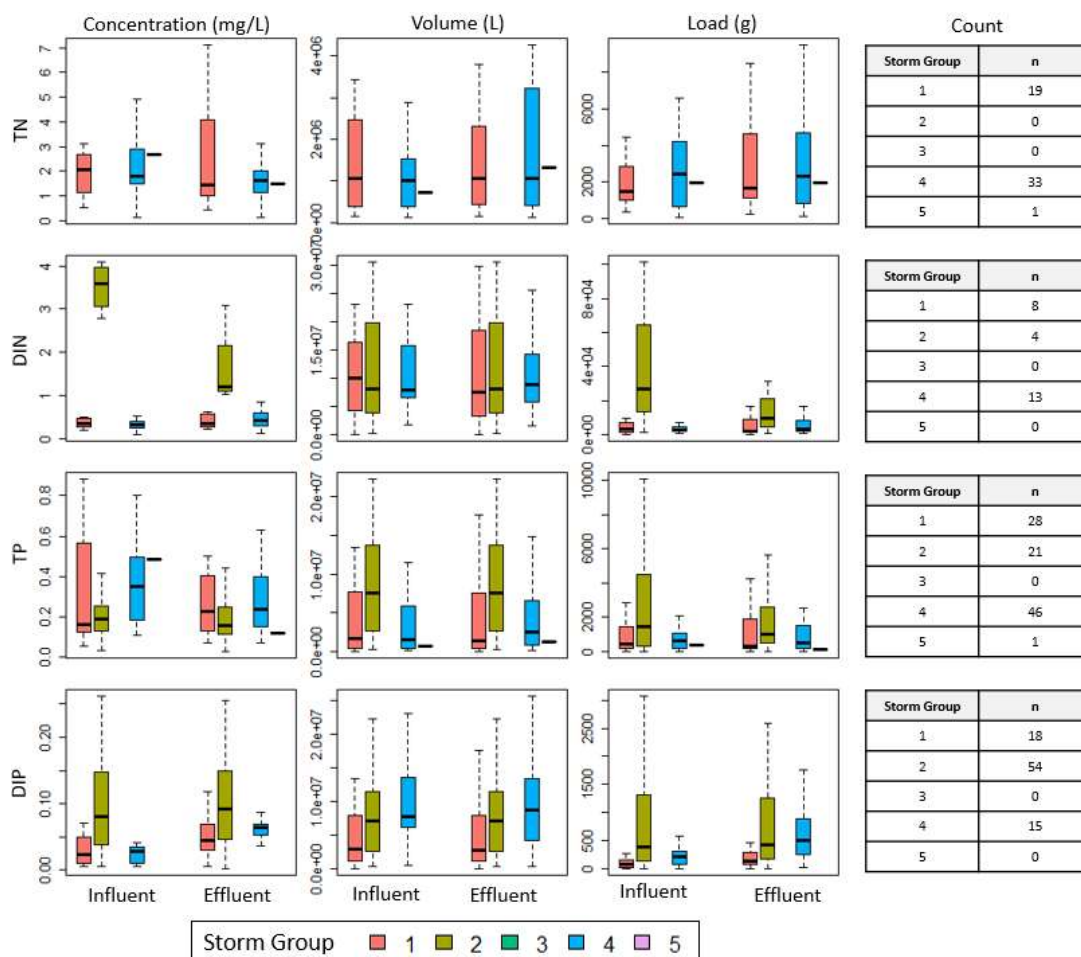 Concentration (mg/L) Volume (L) Load (g) Count
TN
0 1 2 3 4 5 6 7
0e+00 2e+06 4e+06
0 2000 6000
Storm Group n
1 19
2 0
3 0
4 33
5 1
DIN
0 1 2 3 4
0.0e+00 1.5e+07 3.0e+07
0e+00 4e+04 8e+04
Storm Group n
1 8
2 4
3 0
4 13
5 0
TP
0.0 0.2 0.4 0.6 0.8
0.0e+00 1.0e+07 2.0e+07
0 2000 6000 10000
Storm Group n
1 28
2 21
3 0
4 46
5 1
DIP
0.00 0.10 0.20
0.0e+00 1.0e+07 2.0e+07
0 500 1500 2500
Storm Group n
1 18
2 54
3 0
4 15
5 0
Influent Effluent Influent Effluent Influent Effluent
Storm Group 1 2 3 4 5